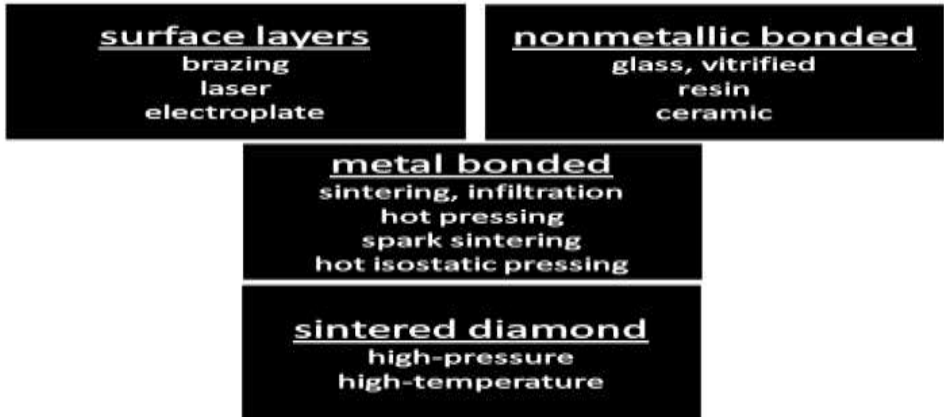 surface layers
brazing
laser
electroplate
nonmetallic bonded
glass, vitrified
resin
ceramic
metal bonded
sintering, infiltration
hot pressing
spark sintering
hot isostatic pressing
sintered diamond
high-pressure
high-temperature